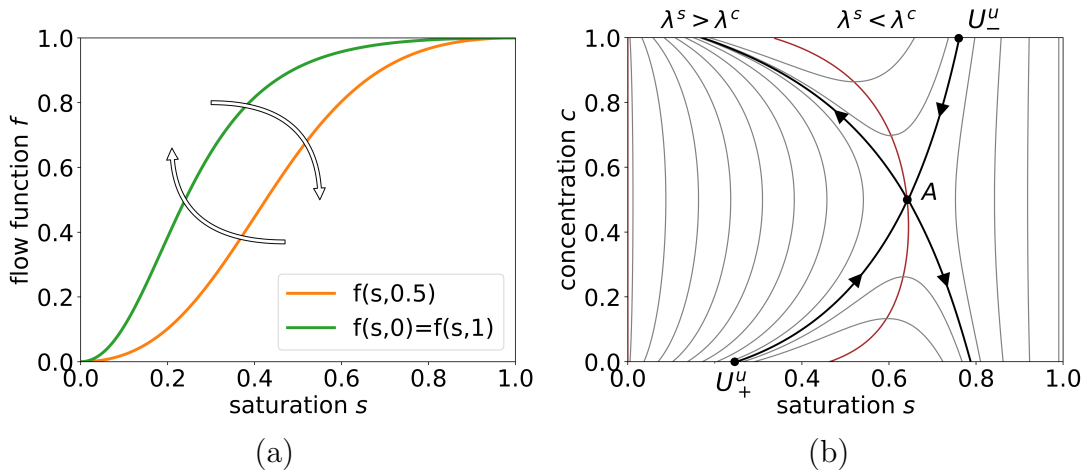 1.0
0.8
0.6
0.4
0.2
0.0
flow function f
0.0 0.2 0.4 0.6 0.8 1.0
saturation s
f(s,0.5)
f(s,0)=f(s,1)
(a)
λ^s > λ^c
λ^s < λ^c
U_-^u
1.0
0.8
0.6
0.4
0.2
0.0
concentration c
A
0.0 0.4 0.6 0.8 1.0
U_+^u
saturation s
(b)